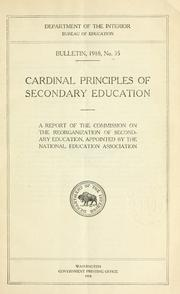 DEPARTMENT OF THE INTERIOR
BUREAU OF EDUCATION
BULLETIN, 1918, No. 35
CARDINAL PRINCIPLES OF
SECONDARY EDUCATION
A REPORT OF THE COMMISSION ON
THE REORGANIZATION OF SECOND-
ARY EDUCATION, APPOINTED BY THE
NATIONAL EDUCATION ASSOCIATION
WASHINGTON
GOVERNMENT PRINTING OFFICE
1918